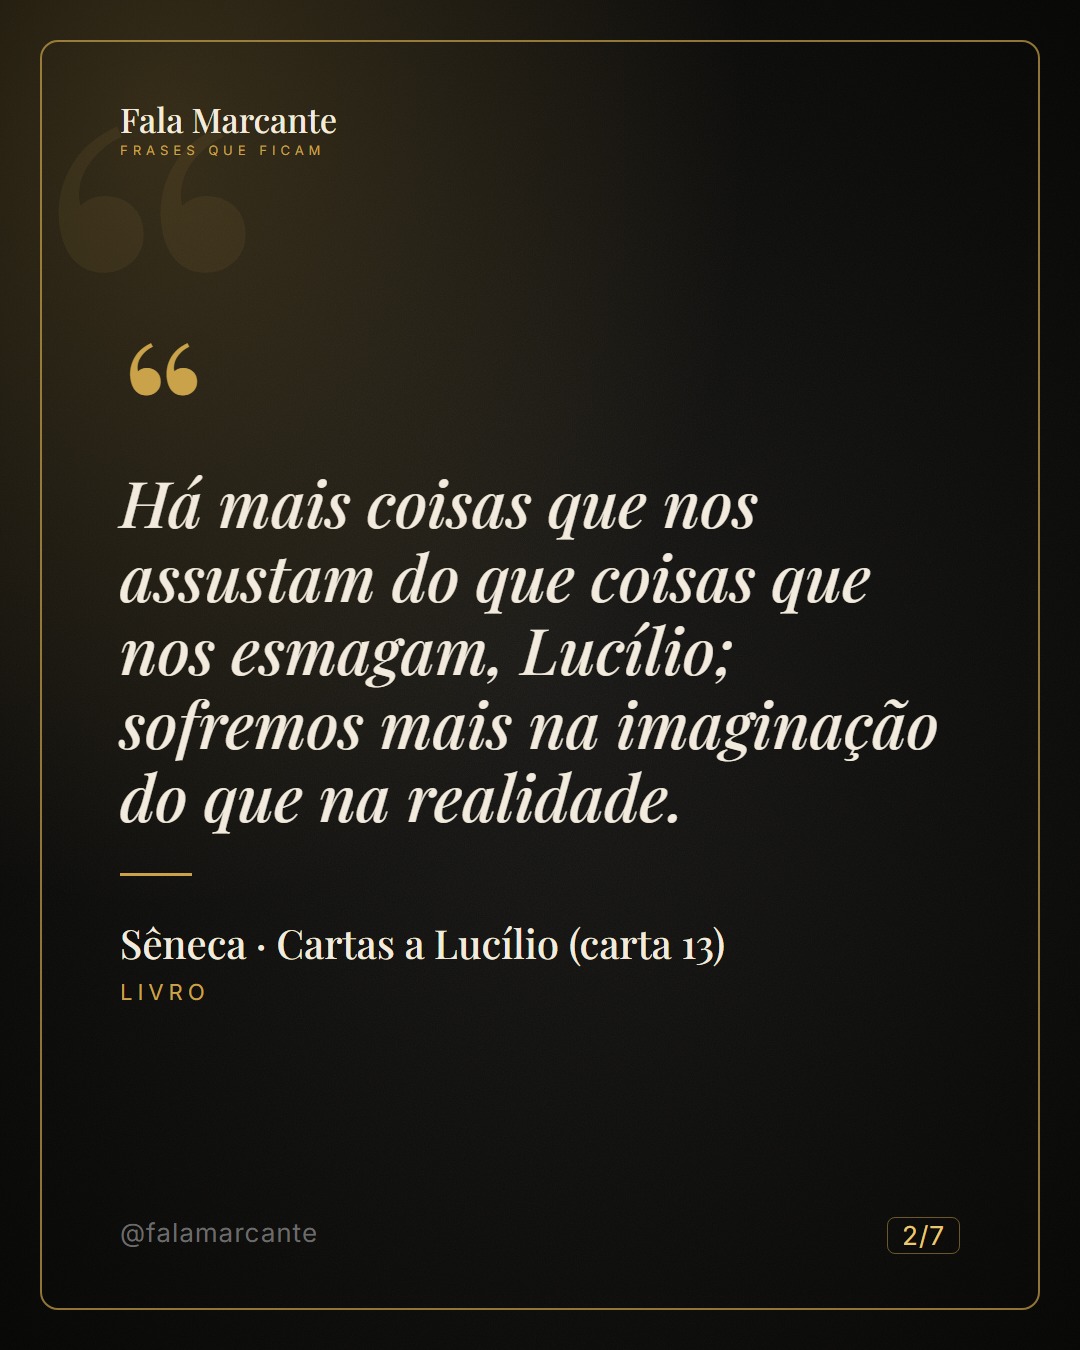 Fala Marcante
FRASES QUE FICAM
“
Há mais coisas que nos
assustam do que coisas que
nos esmagam, Lucílio;
sofremos mais na imaginação
do que na realidade.
Sêneca · Cartas a Lucílio (carta 13)
LIVRO
@falamarcante
2/7